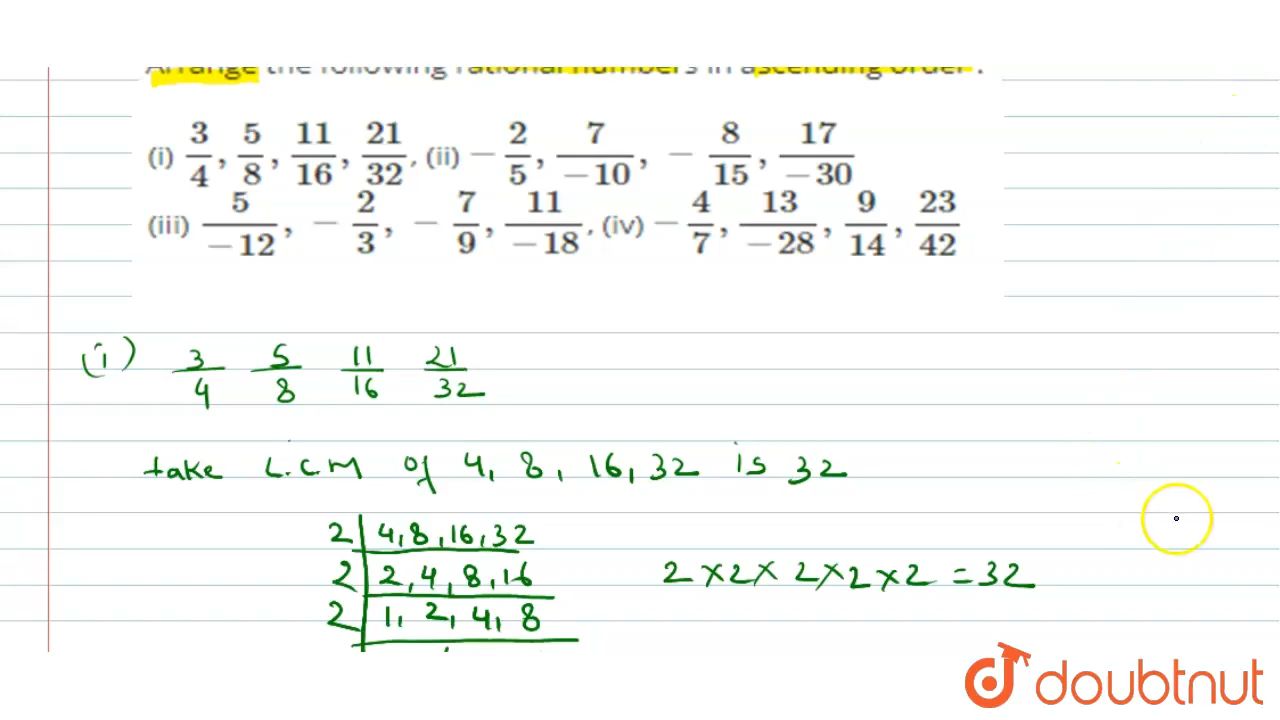 Arrange the following rational numbers in ascending order :
(i) 3/4, 5/8, 11/16, 21/32, (ii) −2/5, 7/−10, −8/15, 17/−30
(iii) 5/−12, −2/3, −7/9, 11/−18, (iv) −4/7, 13/−28, 9/14, 23/42
(i) 3/4 5/8 11/16 21/32
take L.C.M of 4, 8, 16, 32 is 32
2 | 4, 8, 16, 32
2 | 2, 4, 8, 16 2 × 2 × 2 × 2 × 2 = 32
2 | 1, 2, 4, 8
doubtnut